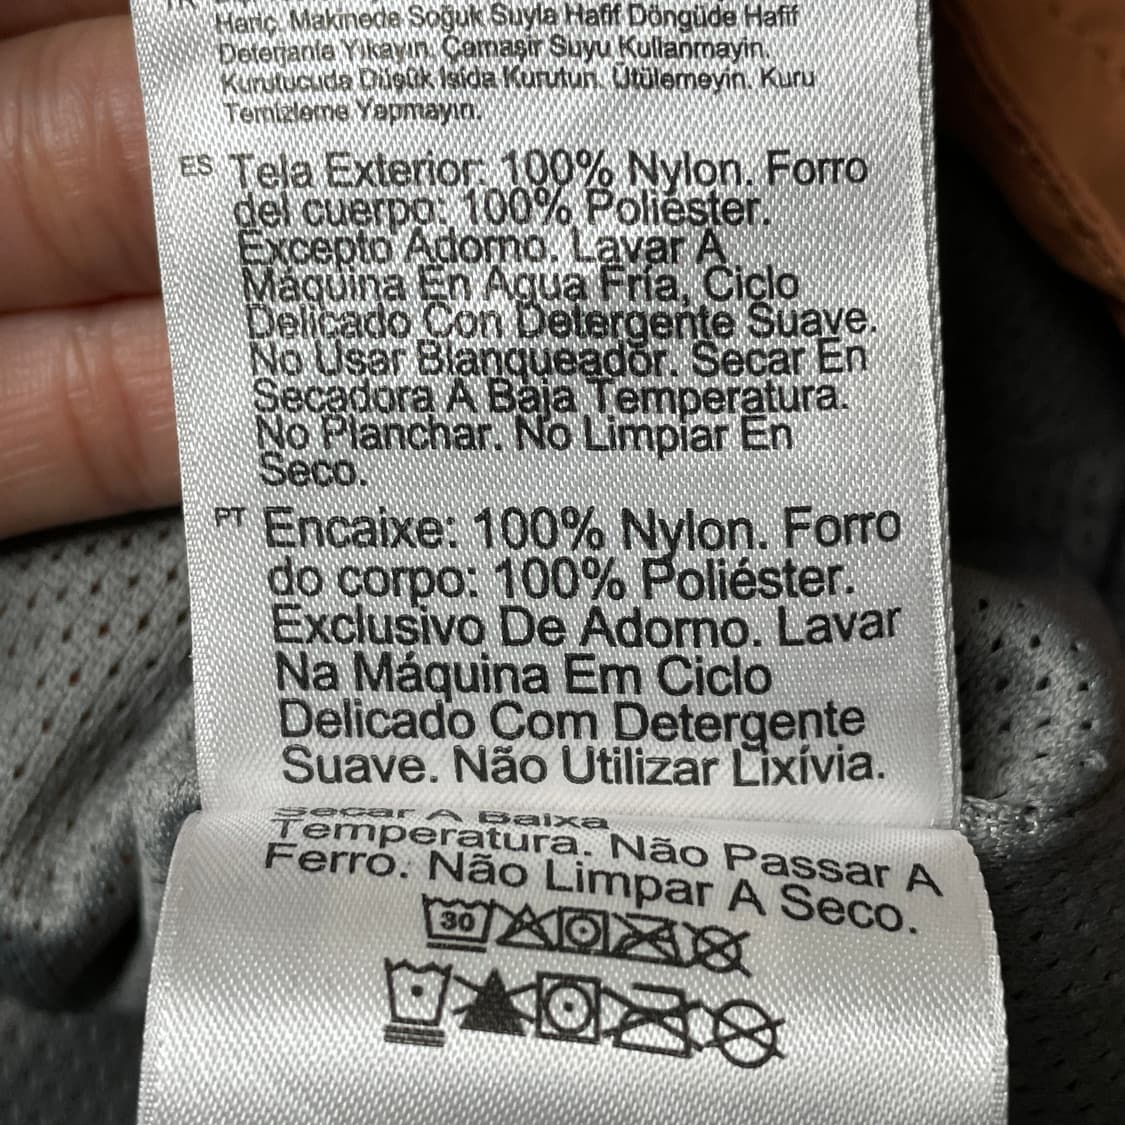 Hariç. Makinede Soğuk Suyla Hafif Döngüde Hafif
Deterjanla Yıkayın. Çamaşir Suyu Kullanmayin.
Kurutucuda Düşük Isida Kurutun. Ütülemeyin. Kuru
Temizleme Yapmayın.
ES Tela Exterior: 100% Nylon. Forro
del cuerpo: 100% Poliéster.
Excepto Adorno. Lavar A
Máquina En Agua Fría, Ciclo
Delicado Con Detergente Suave.
No Usar Blanqueador. Secar En
Secadora A Baja Temperatura.
No Planchar. No Limpiar En
Seco.
PT Encaixe: 100% Nylon. Forro
do corpo: 100% Poliéster.
Exclusivo De Adorno. Lavar
Na Máquina Em Ciclo
Delicado Com Detergente
Suave. Não Utilizar Lixívia.
Secar A Baixa
Temperatura. Não Passar A
Ferro. Não Limpar A Seco.
30